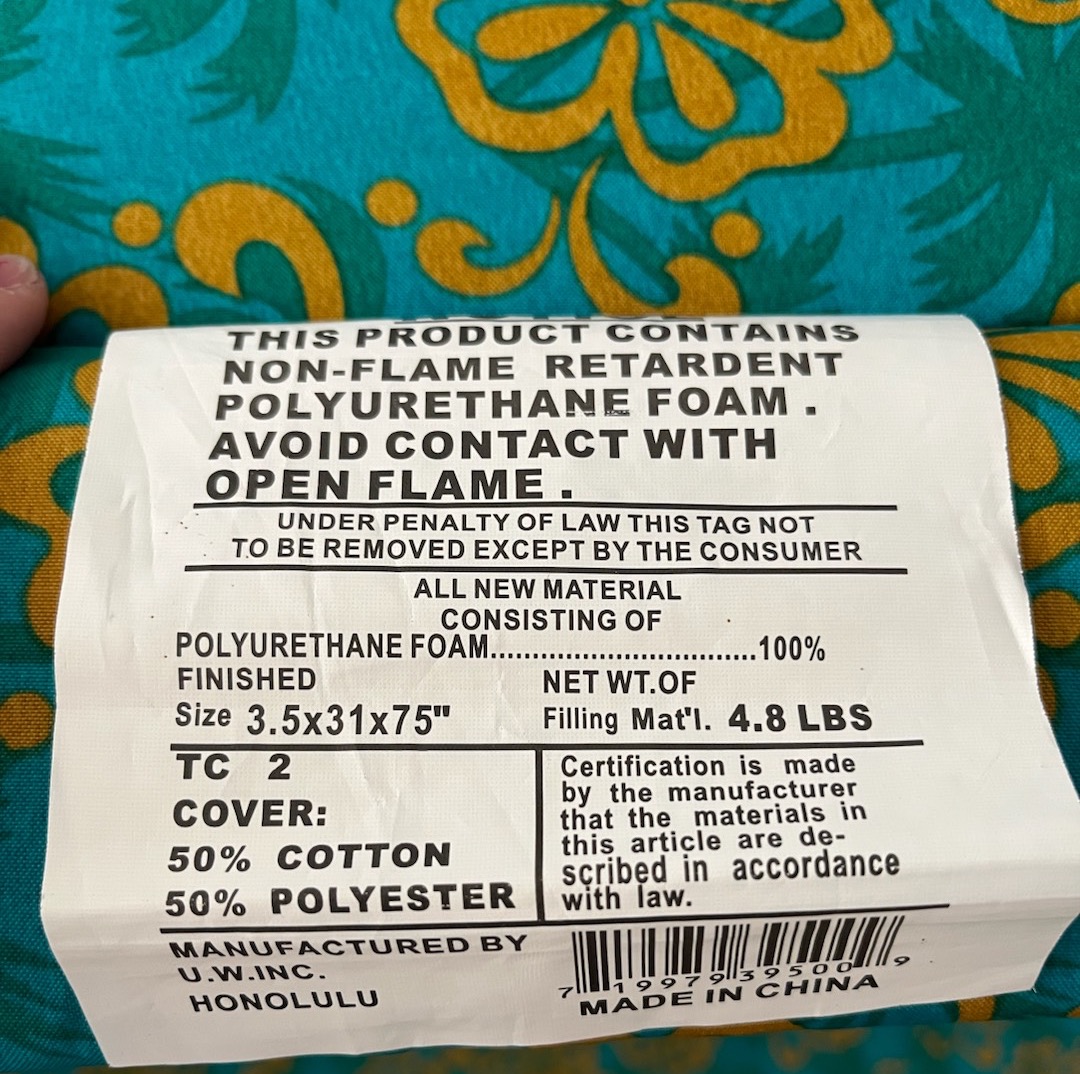 THIS PRODUCT CONTAINS
NON-FLAME RETARDENT
POLYURETHANE FOAM .
AVOID CONTACT WITH
OPEN FLAME .
UNDER PENALTY OF LAW THIS TAG NOT
TO BE REMOVED EXCEPT BY THE CONSUMER
ALL NEW MATERIAL
CONSISTING OF
POLYURETHANE FOAM................................100%
FINISHED
Size 3.5x31x75"
NET WT.OF
Filling Mat'l. 4.8 LBS
TC 2
COVER:
50% COTTON
50% POLYESTER
Certification is made
by the manufacturer
that the materials in
this article are de-
scribed in accordance
with law.
MANUFACTURED BY
U.W.INC.
HONOLULU
7 19979 39500 9
MADE IN CHINA